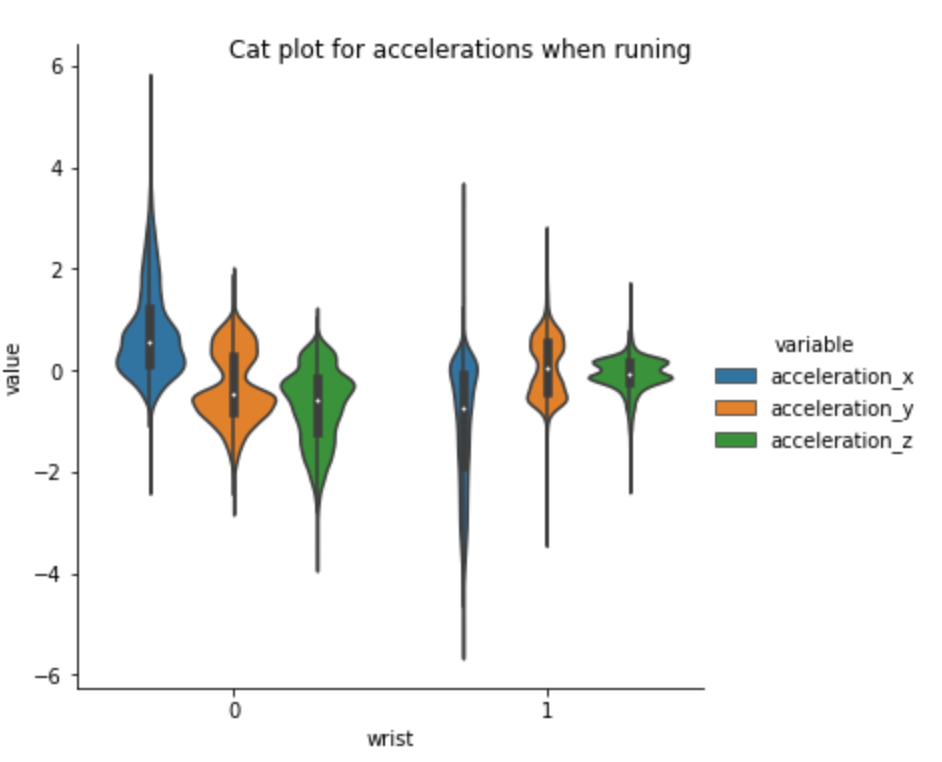 Cat plot for accelerations when runing
6
4
2
0
−2
−4
−6
value
0
1
wrist
variable
acceleration_x
acceleration_y
acceleration_z